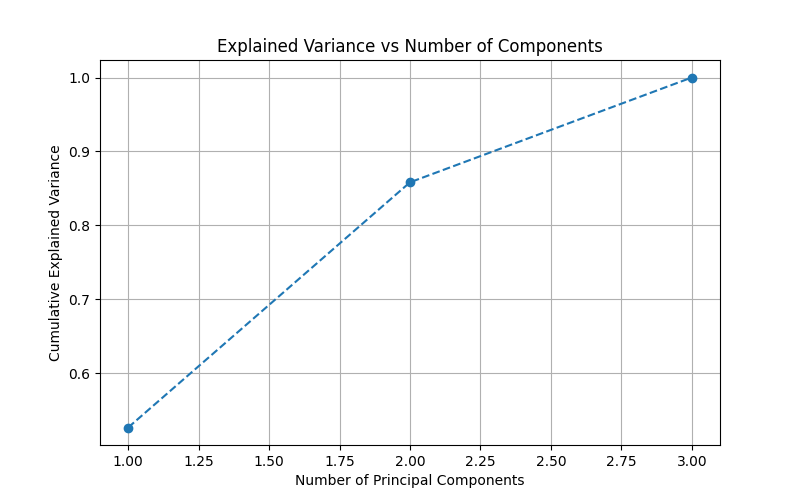 Explained Variance vs Number of Components
Cumulative Explained Variance
1.0
0.9
0.8
0.7
0.6
1.00 1.25 1.50 1.75 2.00 2.25 2.50 2.75 3.00
Number of Principal Components